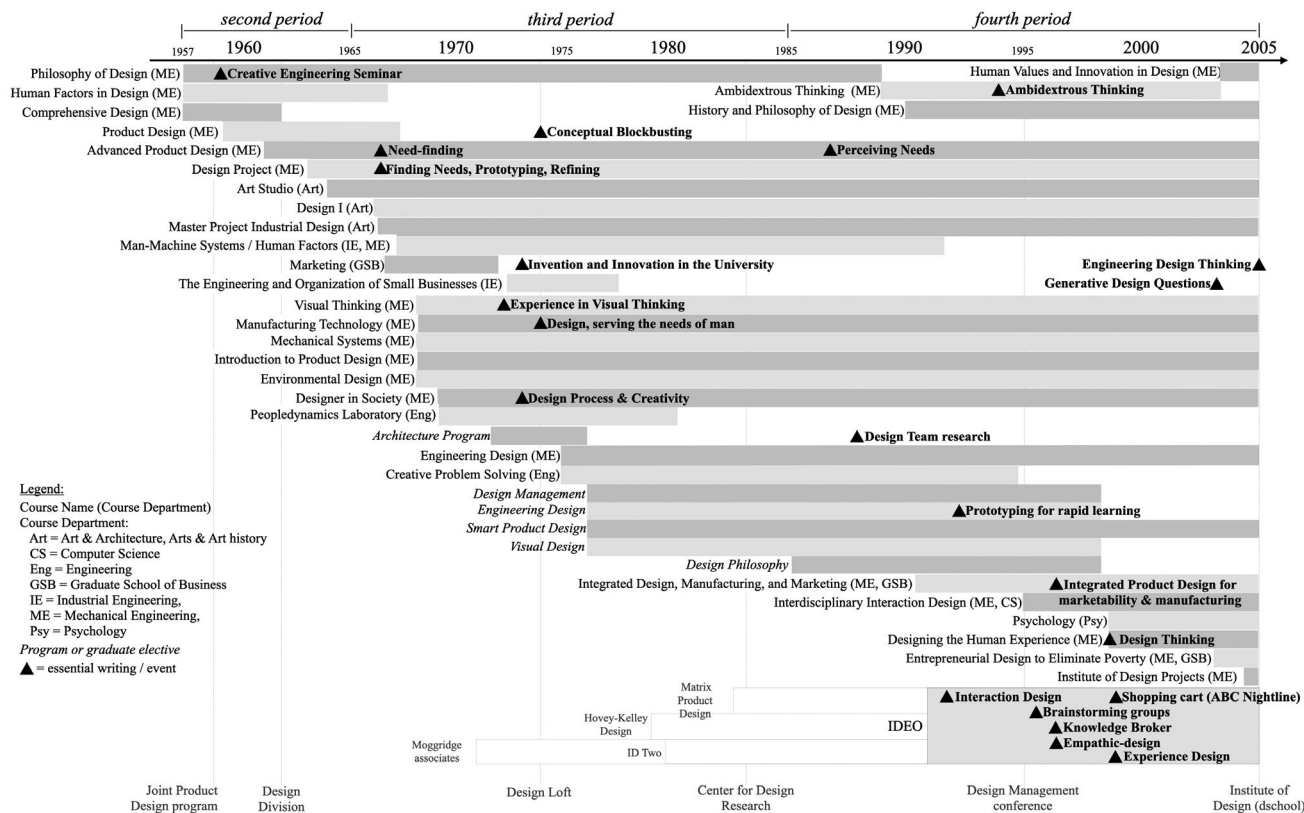 second period third period fourth period
1957 1960 1965 1970 1975 1980 1985 1990 1995 2000 2005
Philosophy of Design (ME) ▲Creative Engineering Seminar Human Values and Innovation in Design (ME)
Human Factors in Design (ME) Ambidextrous Thinking (ME) ▲Ambidextrous Thinking
Comprehensive Design (ME) History and Philosophy of Design (ME)
Product Design (ME) ▲Conceptual Blockbusting
Advanced Product Design (ME) ▲Need-finding ▲Perceiving Needs
Design Project (ME) ▲Finding Needs, Prototyping, Refining
Art Studio (Art)
Design I (Art)
Master Project Industrial Design (Art)
Man-Machine Systems / Human Factors (IE, ME)
Marketing (GSB) ▲Invention and Innovation in the University Engineering Design Thinking▲
The Engineering and Organization of Small Businesses (IE) Generative Design Questions▲
Visual Thinking (ME) ▲Experience in Visual Thinking
Manufacturing Technology (ME) ▲Design, serving the needs of man
Mechanical Systems (ME)
Introduction to Product Design (ME)
Environmental Design (ME)
Designer in Society (ME) ▲Design Process & Creativity
Peopledynamics Laboratory (Eng)
Architecture Program ▲Design Team research
Engineering Design (ME)
Creative Problem Solving (Eng)
Design Management
Engineering Design ▲Prototyping for rapid learning
Smart Product Design
Visual Design
Design Philosophy
Integrated Design, Manufacturing, and Marketing (ME, GSB) ▲Integrated Product Design for
Interdisciplinary Interaction Design (ME, CS) marketability & manufacturing
Psychology (Psy)
Designing the Human Experience (ME) ▲Design Thinking
Entrepreneurial Design to Eliminate Poverty (ME, GSB)
Institute of Design Projects (ME)
Legend:
Course Name (Course Department)
Course Department:
Art = Art & Architecture, Arts & Art history
CS = Computer Science
Eng = Engineering
GSB = Graduate School of Business
IE = Industrial Engineering,
ME = Mechanical Engineering,
Psy = Psychology
Program or graduate elective
▲ = essential writing / event
Matrix
Product
Design
Hovey-Kelley
Design
Moggridge
associates
ID Two
IDEO
▲Interaction Design ▲Shopping cart (ABC Nightline)
▲Brainstorming groups
▲Knowledge Broker
▲Empathic-design
▲Experience Design
Joint Product
Design program
Design
Division
Design Loft
Center for Design
Research
Design Management
conference
Institute of
Design (dschool)